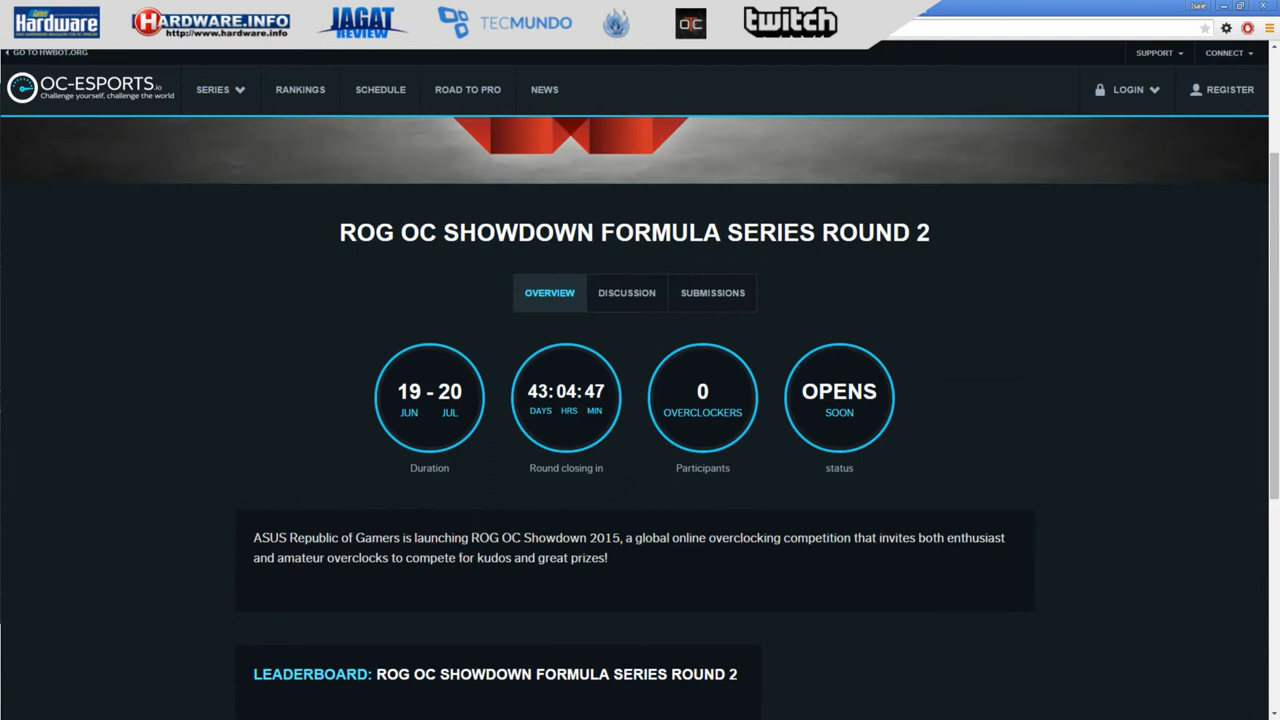 Hardware
HARDWARE.INFO
http://www.hardware.info
JAGAT
REVIEW
TECMUNDO
OTC
twitch
GO TO HWBOT.ORG
SUPPORT
CONNECT
OC-ESPORTS.io
Challenge yourself, challenge the world
SERIES
RANKINGS
SCHEDULE
ROAD TO PRO
NEWS
LOGIN
REGISTER
ROG OC SHOWDOWN FORMULA SERIES ROUND 2
OVERVIEW
DISCUSSION
SUBMISSIONS
19 - 20
JUN JUL
Duration
43:04:47
DAYS HRS MIN
Round closing in
0
OVERCLOCKERS
Participants
OPENS
SOON
status
ASUS Republic of Gamers is launching ROG OC Showdown 2015, a global online overclocking competition that invites both enthusiast
and amateur overclocks to compete for kudos and great prizes!
LEADERBOARD: ROG OC SHOWDOWN FORMULA SERIES ROUND 2